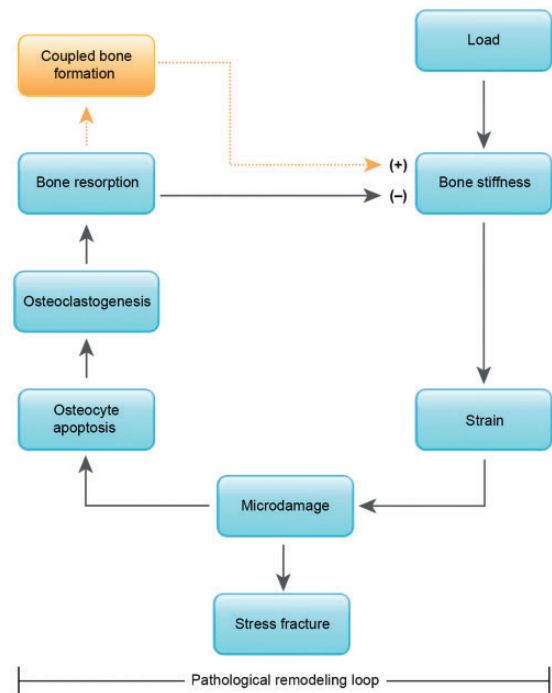 Coupled bone
formation
Load
(+)
Bone resorption
Bone stiffness
(–)
Osteoclastogenesis
Osteocyte
apoptosis
Strain
Microdamage
Stress fracture
Pathological remodeling loop